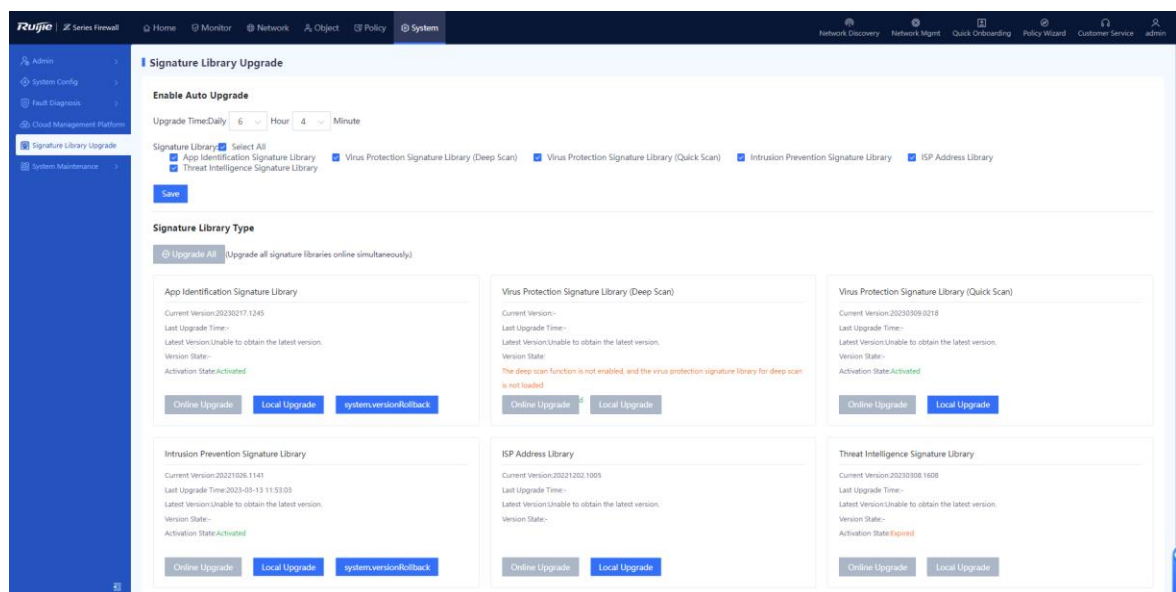 Ruijie | Z Series Firewall
Home Monitor Network Object Policy System
Network Discovery Network Mgmt Quick Onboarding Policy Wizard Customer Service admin
Admin
System Config
Fault Diagnosis
Cloud Management Platform
Signature Library Upgrade
System Maintenance
Signature Library Upgrade
Enable Auto Upgrade
Upgrade Time:Daily 6 Hour 4 Minute
Signature Library: Select All
App Identification Signature Library Virus Protection Signature Library (Deep Scan) Virus Protection Signature Library (Quick Scan) Intrusion Prevention Signature Library ISP Address Library
Threat Intelligence Signature Library
Save
Signature Library Type
Upgrade All (Upgrade all signature libraries online simultaneously.)
App Identification Signature Library
Current Version:20230217.1245
Last Upgrade Time:-
Latest Version:Unable to obtain the latest version.
Version State:-
Activation State:Activated
Online Upgrade Local Upgrade system.versionRollback
Virus Protection Signature Library (Deep Scan)
Current Version:-
Last Upgrade Time:-
Latest Version:Unable to obtain the latest version.
Version State:
The deep scan function is not enabled, and the virus protection signature library for deep scan
is not loaded
Online Upgrade Local Upgrade
Virus Protection Signature Library (Quick Scan)
Current Version:20230309.0218
Last Upgrade Time:-
Latest Version:Unable to obtain the latest version.
Version State:-
Activation State:Activated
Online Upgrade Local Upgrade
Intrusion Prevention Signature Library
Current Version:20221026.1141
Last Upgrade Time:2023-03-13 11:53:03
Latest Version:Unable to obtain the latest version.
Version State:-
Activation State:Activated
Online Upgrade Local Upgrade system.versionRollback
ISP Address Library
Current Version:20221202.1005
Last Upgrade Time:-
Latest Version:Unable to obtain the latest version.
Version State:-
Online Upgrade Local Upgrade
Threat Intelligence Signature Library
Current Version:20230308.1608
Last Upgrade Time:-
Latest Version:Unable to obtain the latest version.
Version State:-
Activation State:Expired
Online Upgrade Local Upgrade